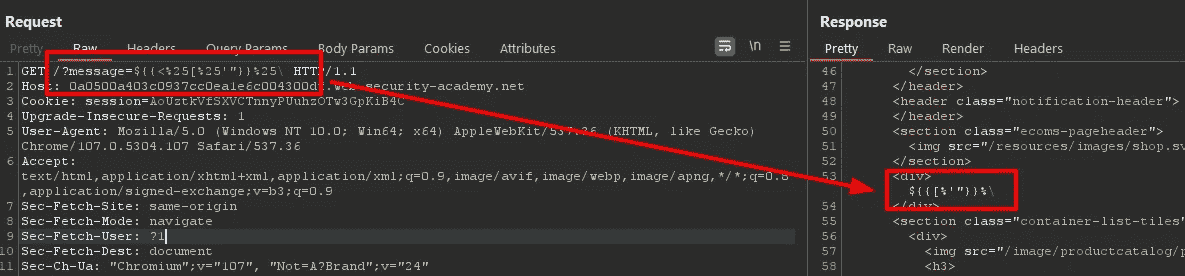 Request
Pretty Raw Headers Query Params Body Params Cookies Attributes \n
1 GET /?message=${{<%25[%25'"}}%25\ HTTP/1.1
2 Host: 0a0500a403c0937cc0ea1e6c004300df.web-security-academy.net
3 Cookie: session=AoUztkVfSXVCTnnyPUuhzOTw3GpKiB4C
4 Upgrade-Insecure-Requests: 1
5 User-Agent: Mozilla/5.0 (Windows NT 10.0; Win64; x64) AppleWebKit/537.36 (KHTML, like Gecko)
Chrome/107.0.5304.107 Safari/537.36
6 Accept:
text/html,application/xhtml+xml,application/xml;q=0.9,image/avif,image/webp,image/apng,*/*;q=0.8
,application/signed-exchange;v=b3;q=0.9
7 Sec-Fetch-Site: same-origin
8 Sec-Fetch-Mode: navigate
9 Sec-Fetch-User: ?1
10 Sec-Fetch-Dest: document
11 Sec-Ch-Ua: "Chromium";v="107", "Not=A?Brand";v="24"
Response
Pretty Raw Render Headers
46 </section>
47 </header>
48 <header class="notification-header">
49 </header>
50 <section class="ecoms-pageheader">
51 <img src="/resources/images/shop.sv
52 </section>
53 <div>
${{[%'"}}%\
54 </div>
55 <section class="container-list-tiles"
56 <div>
57 <img src="/image/productcatalog/p
58 <h3>